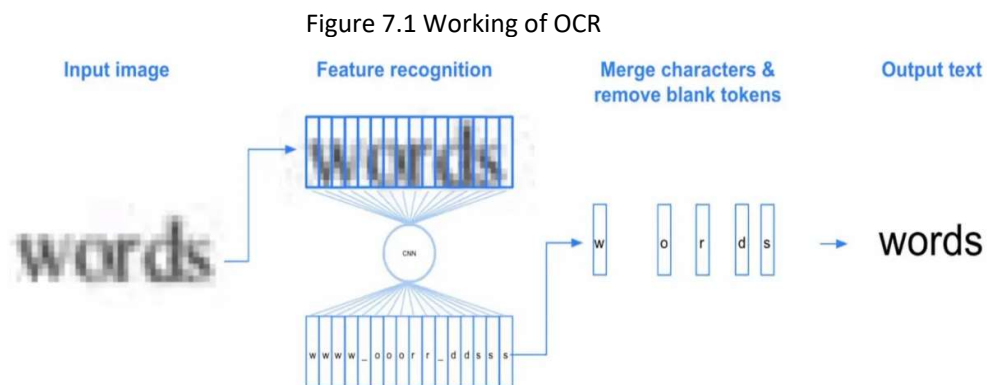 Figure 7.1 Working of OCR
Input image
Feature recognition
Merge characters &
remove blank tokens
Output text
words
words
CNN
w w w w _ o o o r r _ d d s s s
w o r d s
words